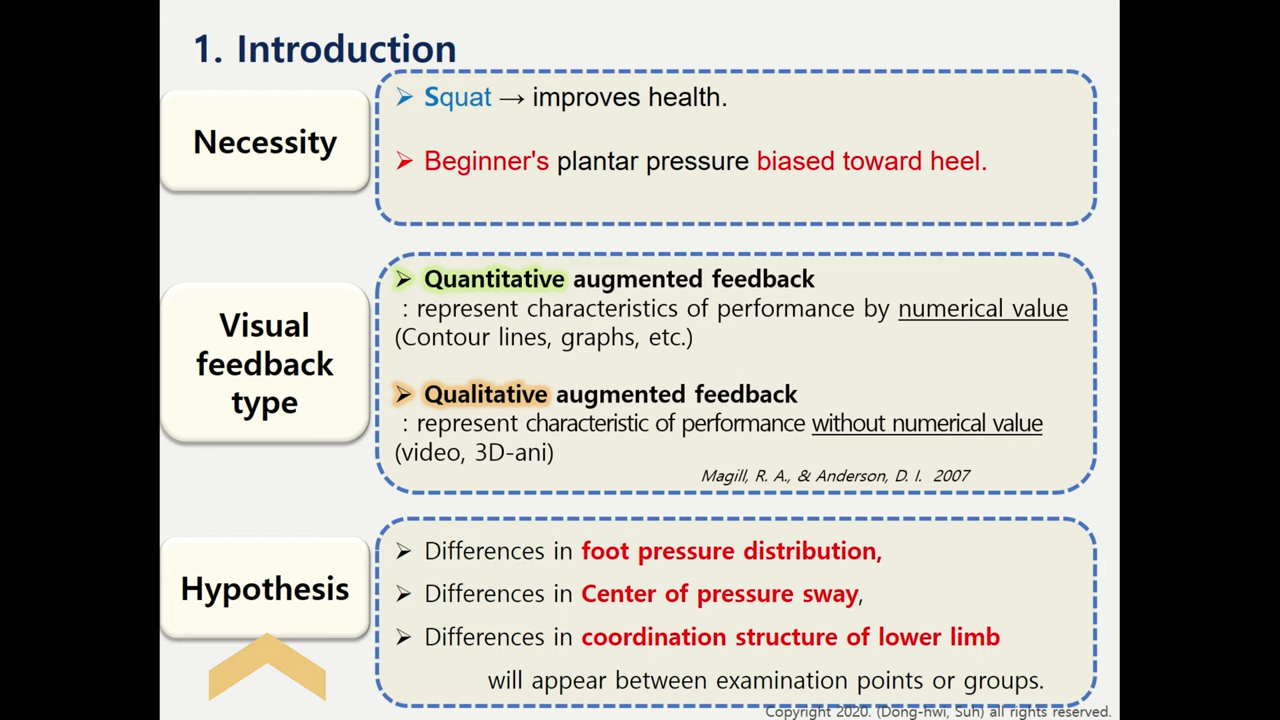 1. Introduction
Necessity
➢ Squat → improves health.
➢ Beginner's plantar pressure biased toward heel.
Visual
feedback
type
➢ Quantitative augmented feedback
: represent characteristics of performance by numerical value
(Contour lines, graphs, etc.)
➢ Qualitative augmented feedback
: represent characteristic of performance without numerical value
(video, 3D-ani)
Magill, R. A., & Anderson, D. I. 2007
Hypothesis
➢ Differences in foot pressure distribution,
➢ Differences in Center of pressure sway,
➢ Differences in coordination structure of lower limb
will appear between examination points or groups.
Copyright 2020. (Dong-hwi, Suh) all rights reserved.